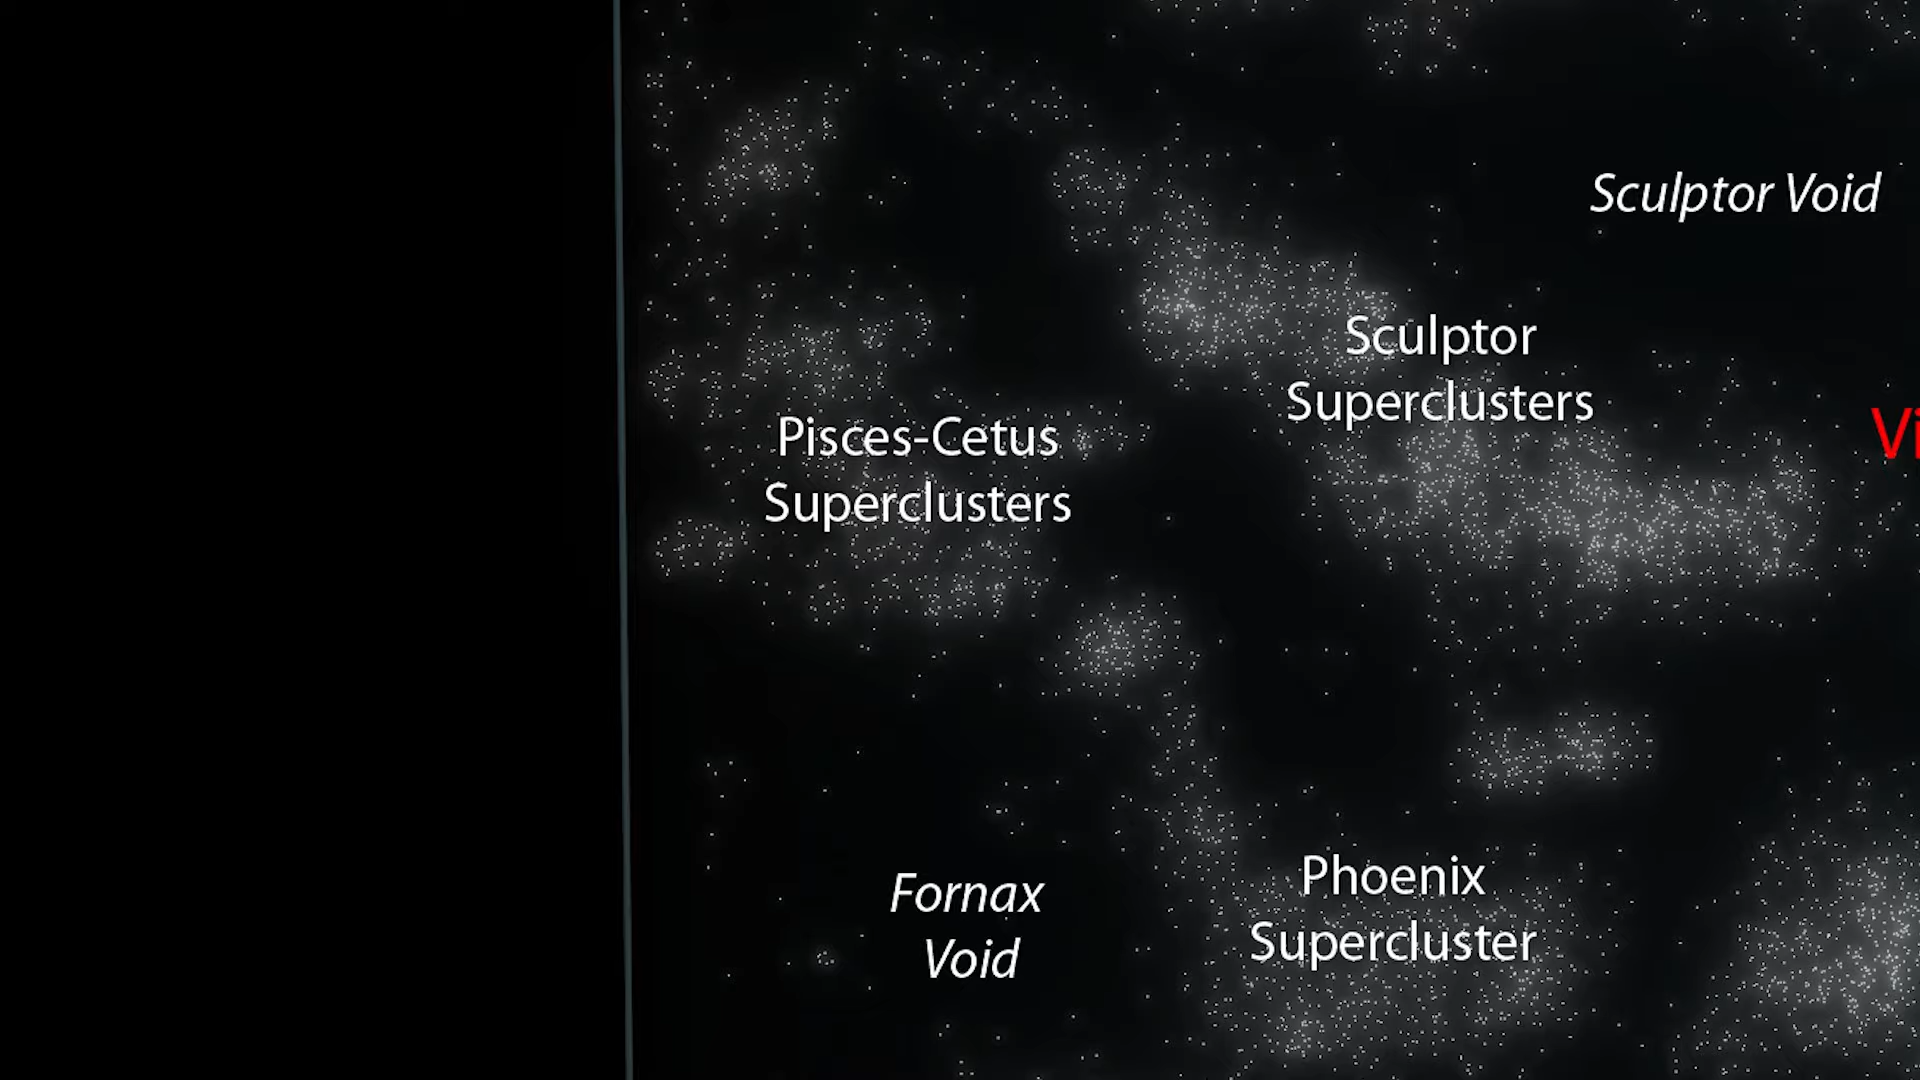 Sculptor Void
Sculptor
Superclusters
Pisces-Cetus
Superclusters
Phoenix
Supercluster
Fornax
Void